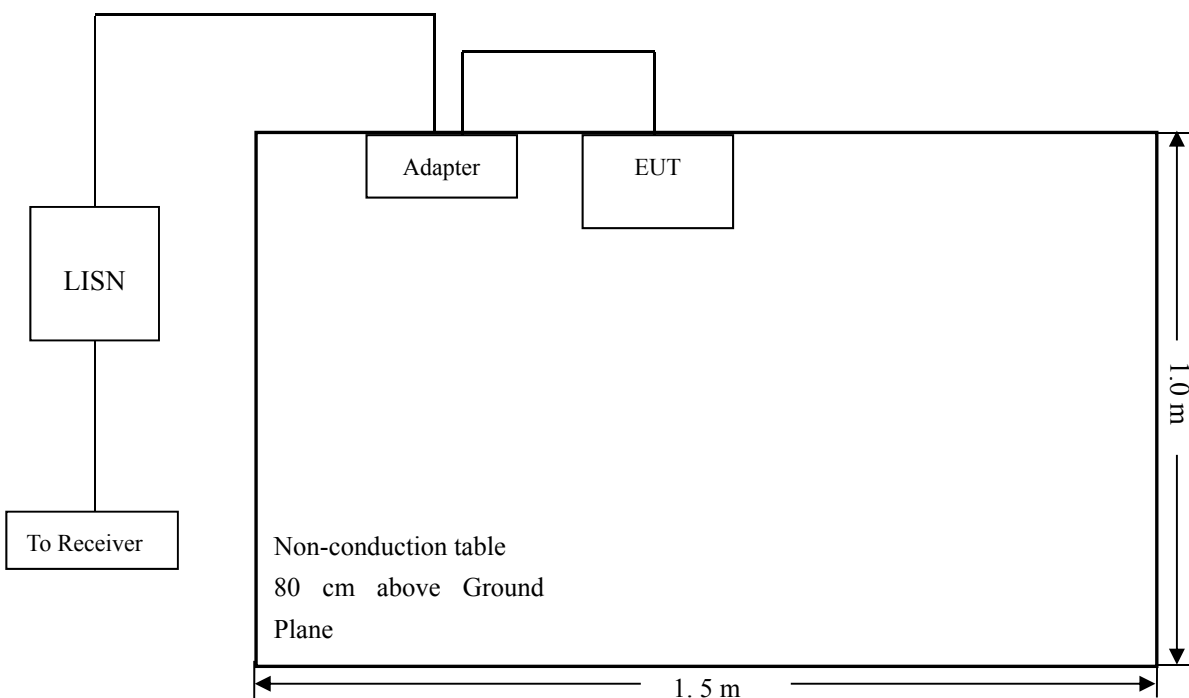 Adapter
EUT
LISN
1.0 m
To Receiver
Non-conduction table
80 cm above Ground
Plane
1. 5 m